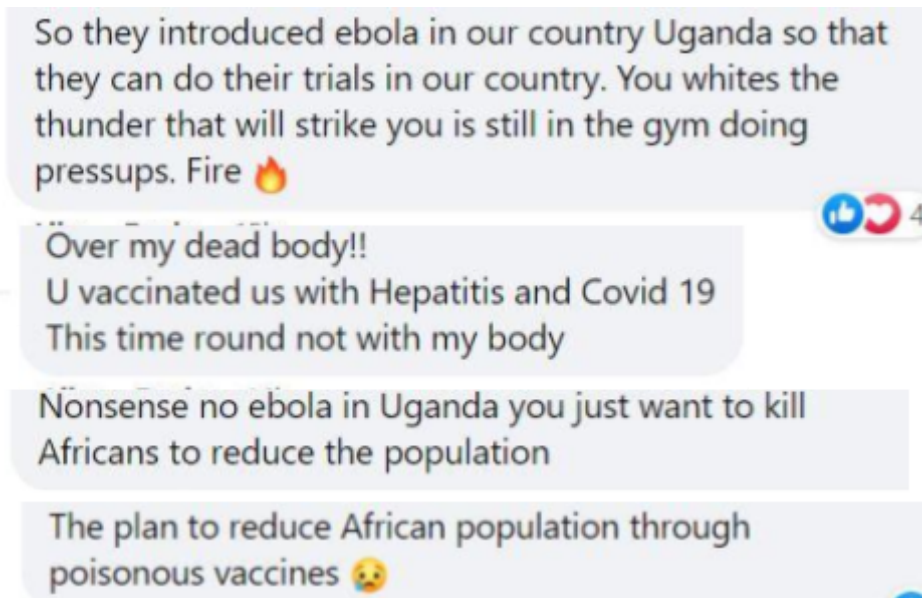 So they introduced ebola in our country Uganda so that
they can do their trials in our country. You whites the
thunder that will strike you is still in the gym doing
pressups. Fire 🔥
4
Over my dead body!!
U vaccinated us with Hepatitis and Covid 19
This time round not with my body
Nonsense no ebola in Uganda you just want to kill
Africans to reduce the population
The plan to reduce African population through
poisonous vaccines 😥